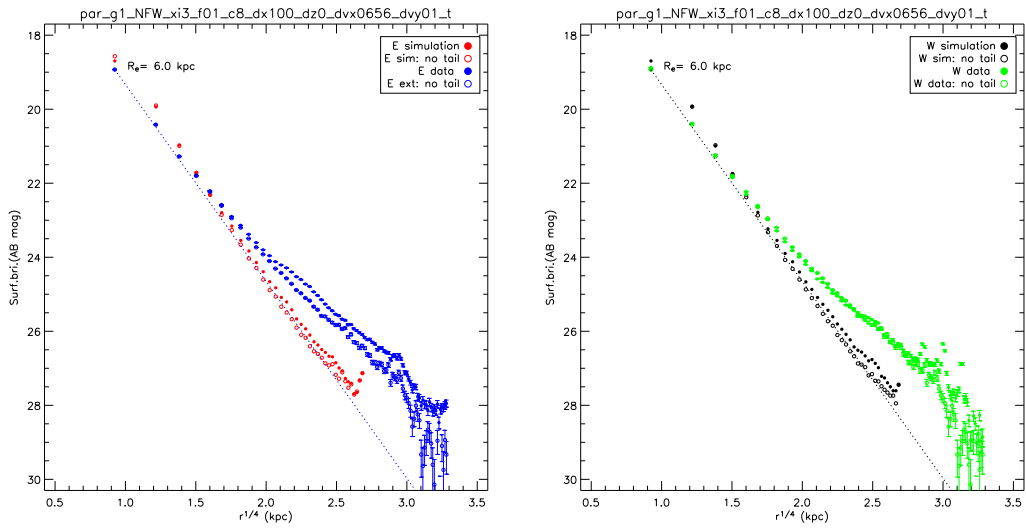 par_g1_NFW_xi3_f01_c8_dx100_dz0_dvx0656_dvy01_t
18
20
22
24
26
28
30
Surf.bri.(AB mag)
R_e= 6.0 kpc
E simulation
E sim: no tail
E data
E ext: no tail
0.5 1.0 1.5 2.0 2.5 3.0 3.5
r^1/4 (kpc)
par_g1_NFW_xi3_f01_c8_dx100_dz0_dvx0656_dvy01_t
18
20
22
24
26
28
30
Surf.bri.(AB mag)
R_e= 6.0 kpc
W simulation
W sim: no tail
W data
W data: no tail
0.5 1.0 1.5 2.0 2.5 3.0 3.5
r^1/4 (kpc)